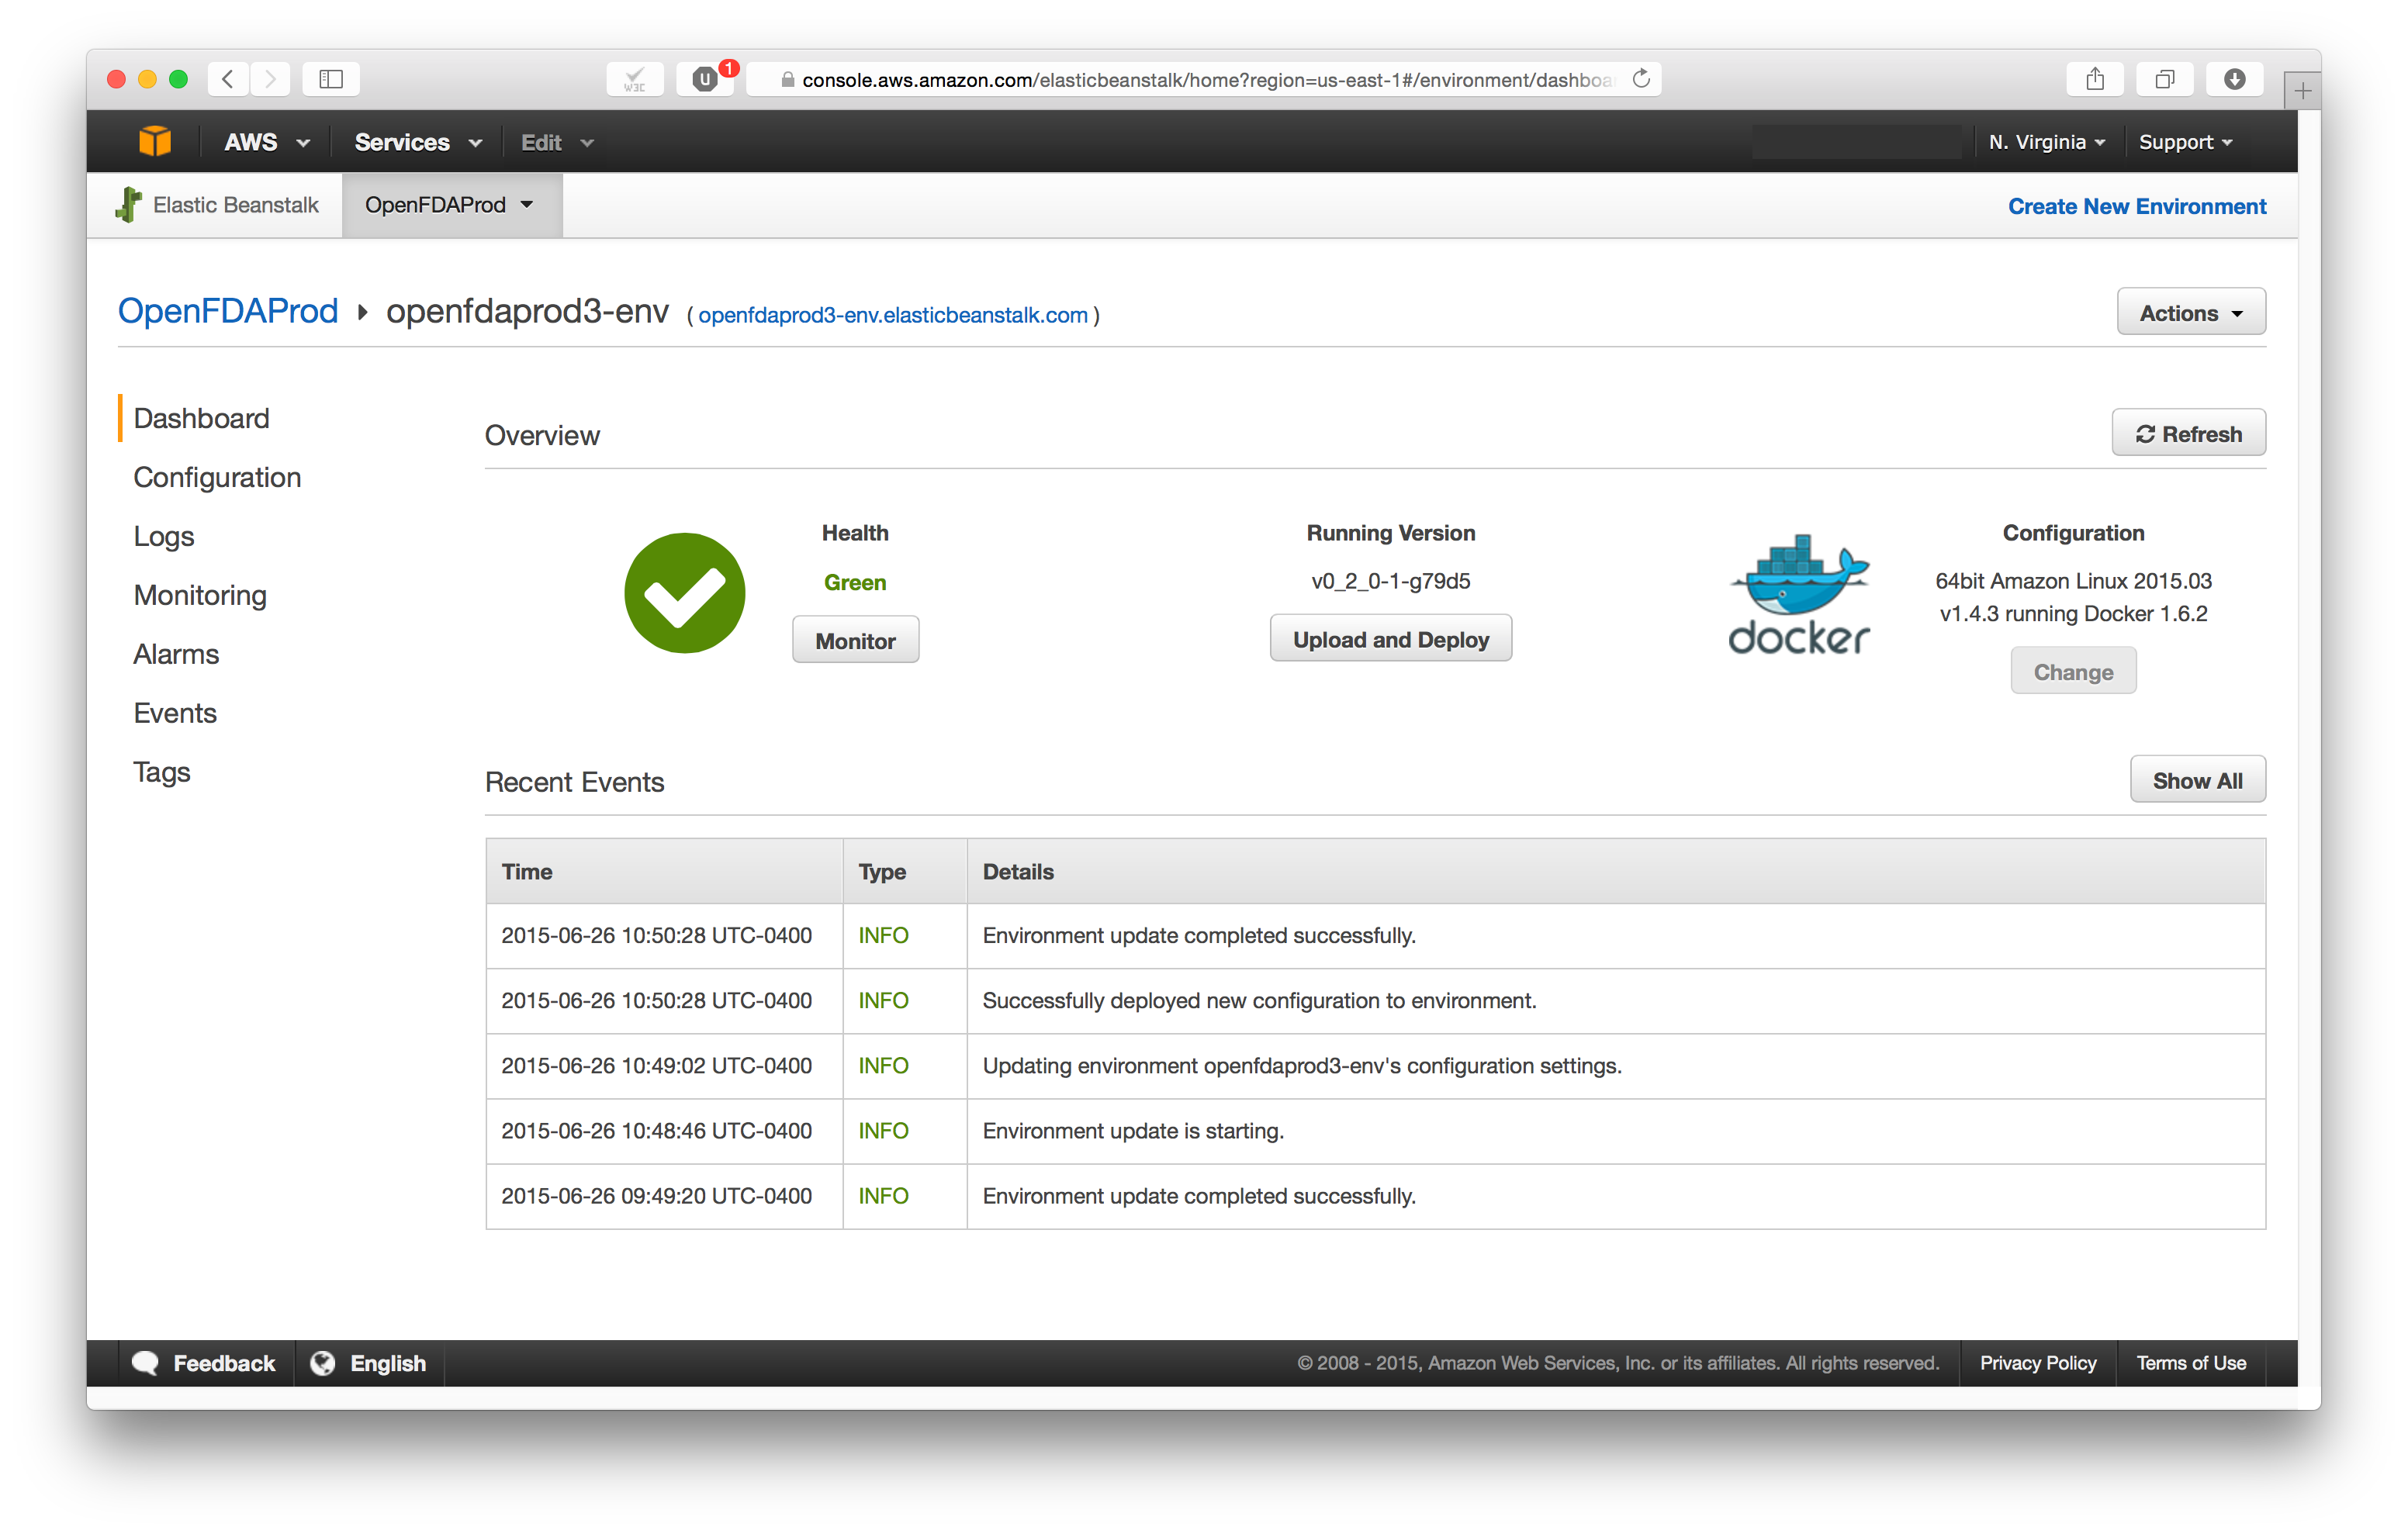 W3C
U 1
console.aws.amazon.com/elasticbeanstalk/home?region=us-east-1#/environment/dashboa
AWS Services Edit N. Virginia Support
Elastic Beanstalk OpenFDAProd Create New Environment
OpenFDAProd openfdaprod3-env ( openfdaprod3-env.elasticbeanstalk.com ) Actions
Dashboard
Configuration
Logs
Monitoring
Alarms
Events
Tags
Overview Refresh
Health
Green
Monitor
Running Version
v0_2_0-1-g79d5
Upload and Deploy
docker
Configuration
64bit Amazon Linux 2015.03
v1.4.3 running Docker 1.6.2
Change
Recent Events Show All
Time Type Details
2015-06-26 10:50:28 UTC-0400 INFO Environment update completed successfully.
2015-06-26 10:50:28 UTC-0400 INFO Successfully deployed new configuration to environment.
2015-06-26 10:49:02 UTC-0400 INFO Updating environment openfdaprod3-env's configuration settings.
2015-06-26 10:48:46 UTC-0400 INFO Environment update is starting.
2015-06-26 09:49:20 UTC-0400 INFO Environment update completed successfully.
Feedback English © 2008 - 2015, Amazon Web Services, Inc. or its affiliates. All rights reserved. Privacy Policy Terms of Use